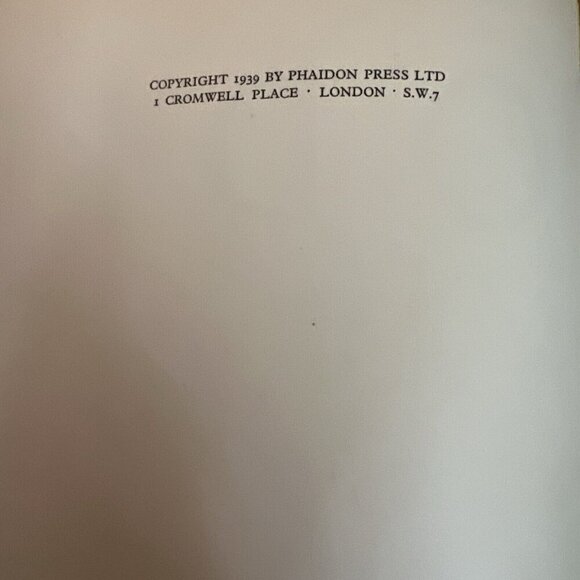 COPYRIGHT 1939 BY PHAIDON PRESS LTD
1 CROMWELL PLACE · LONDON · S.W.7